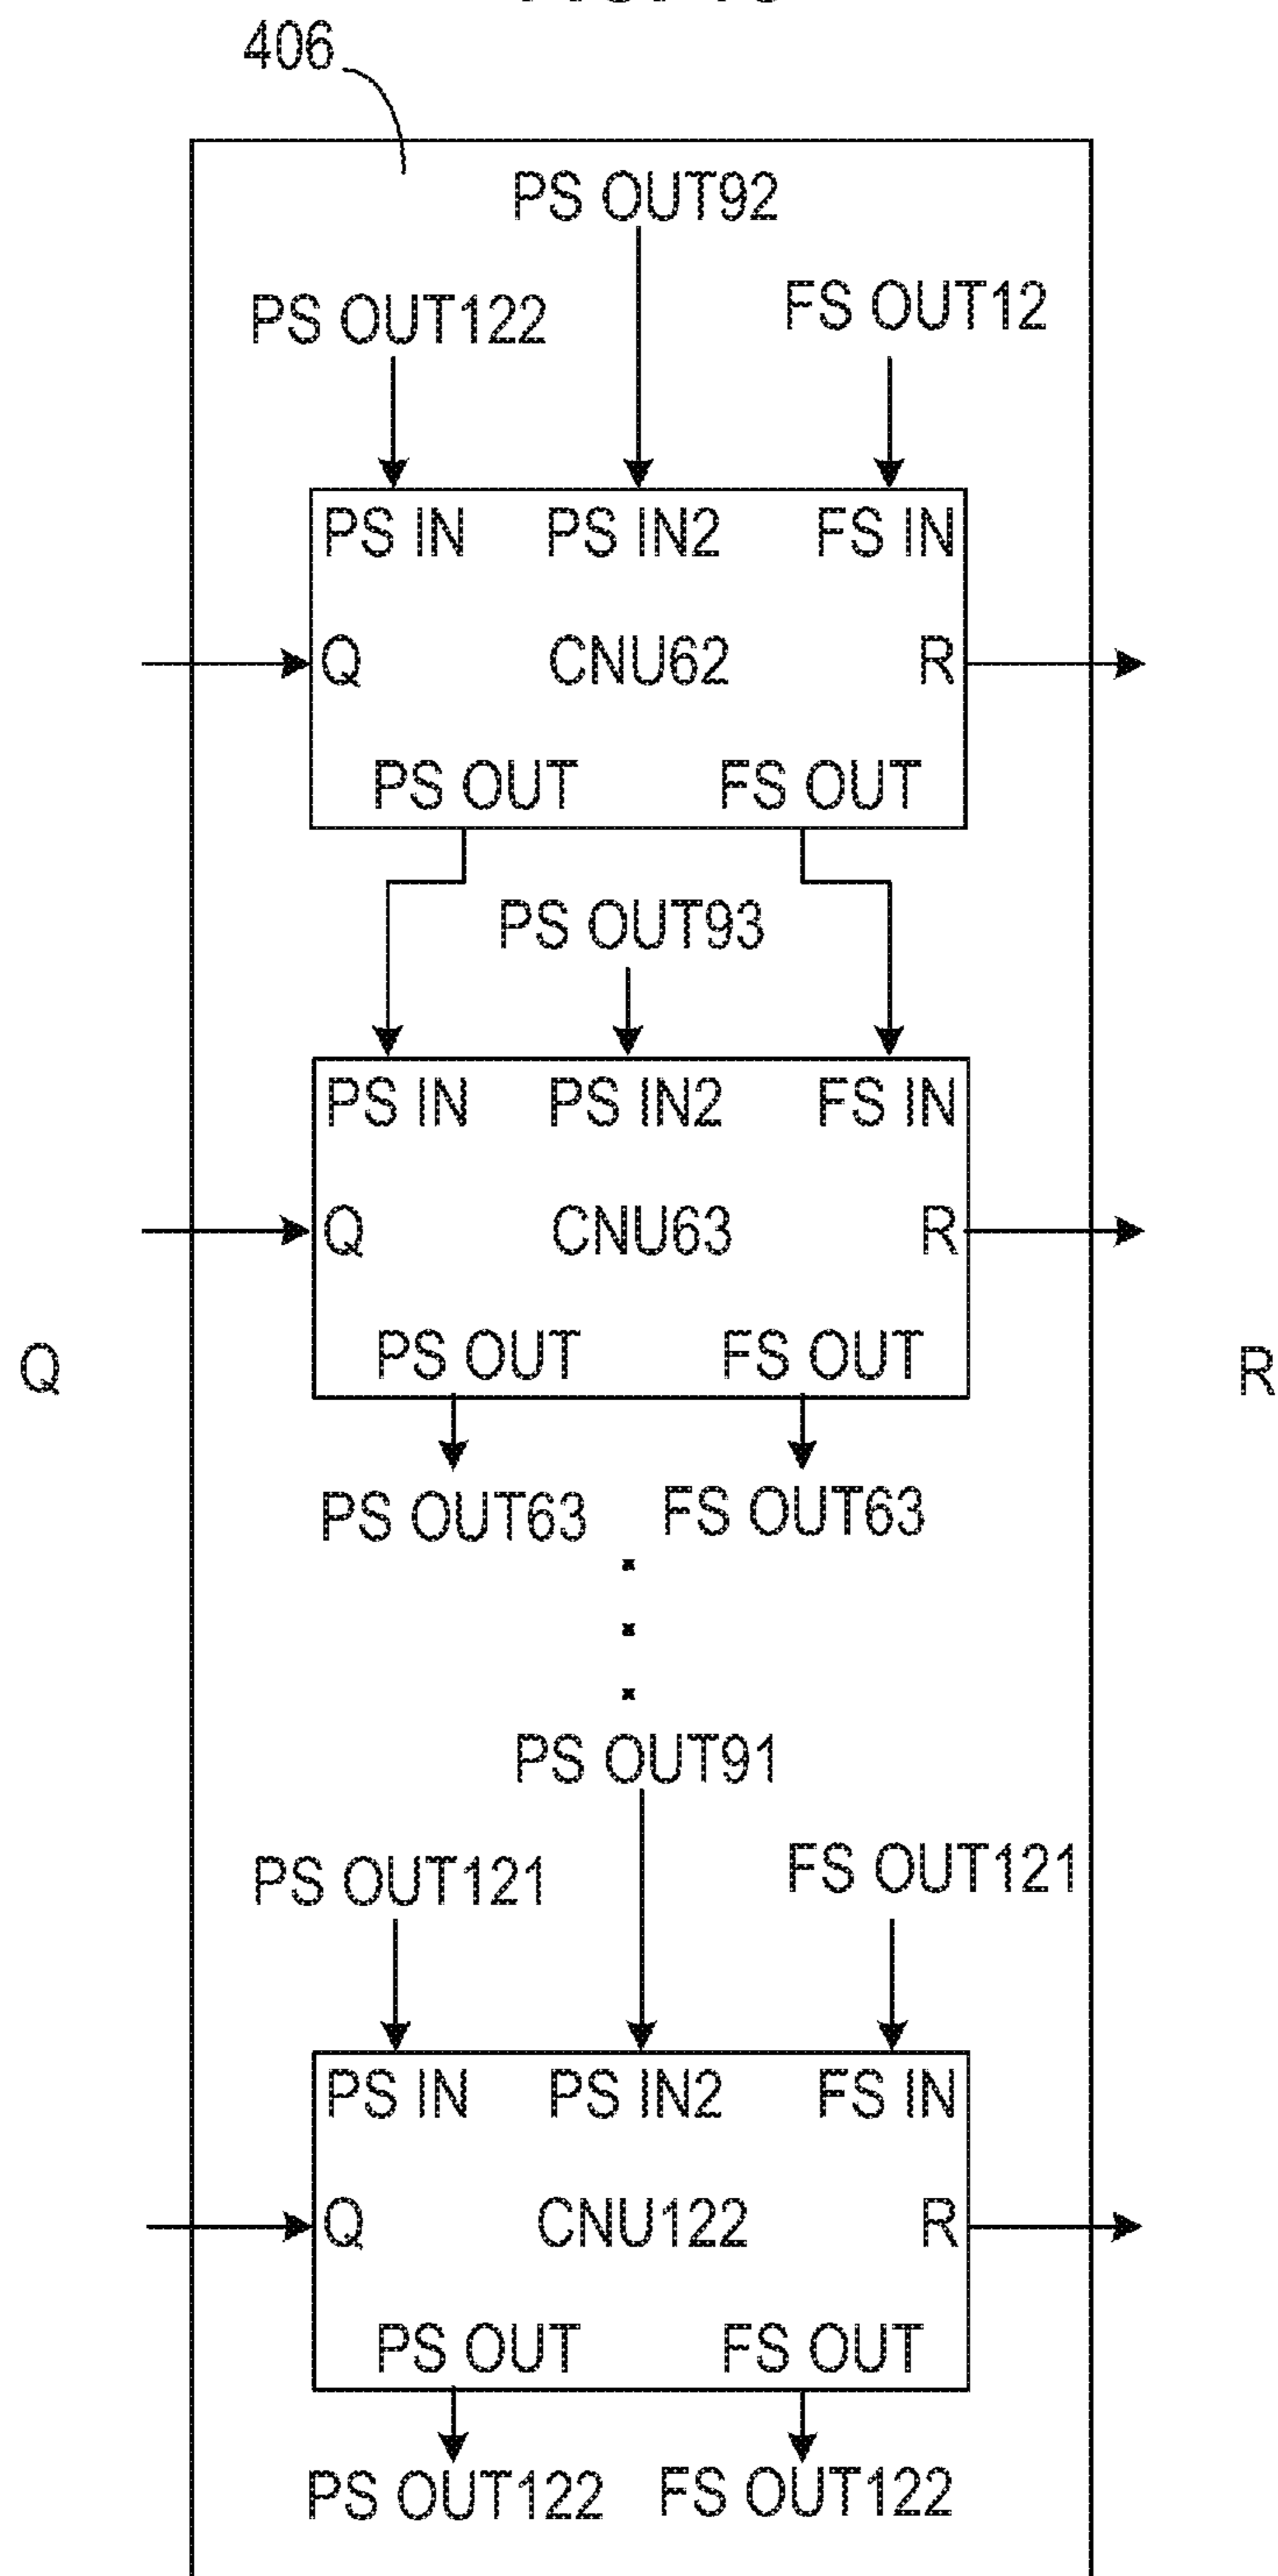 406
PS OUT92
PS OUT122
FS OUT12
PS IN PS IN2 FS IN
Q CNU62 R
PS OUT FS OUT
PS OUT93
PS IN PS IN2 FS IN
Q CNU63 R
PS OUT FS OUT
Q
R
PS OUT63 FS OUT63
PS OUT91
PS OUT121
FS OUT121
PS IN PS IN2 FS IN
Q CNU122 R
PS OUT FS OUT
PS OUT122 FS OUT122